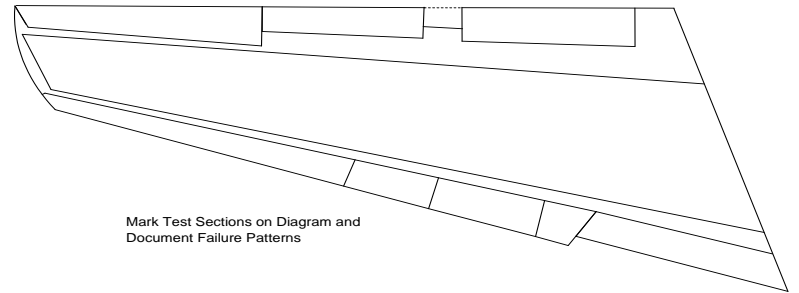 Mark Test Sections on Diagram and
Document Failure Patterns